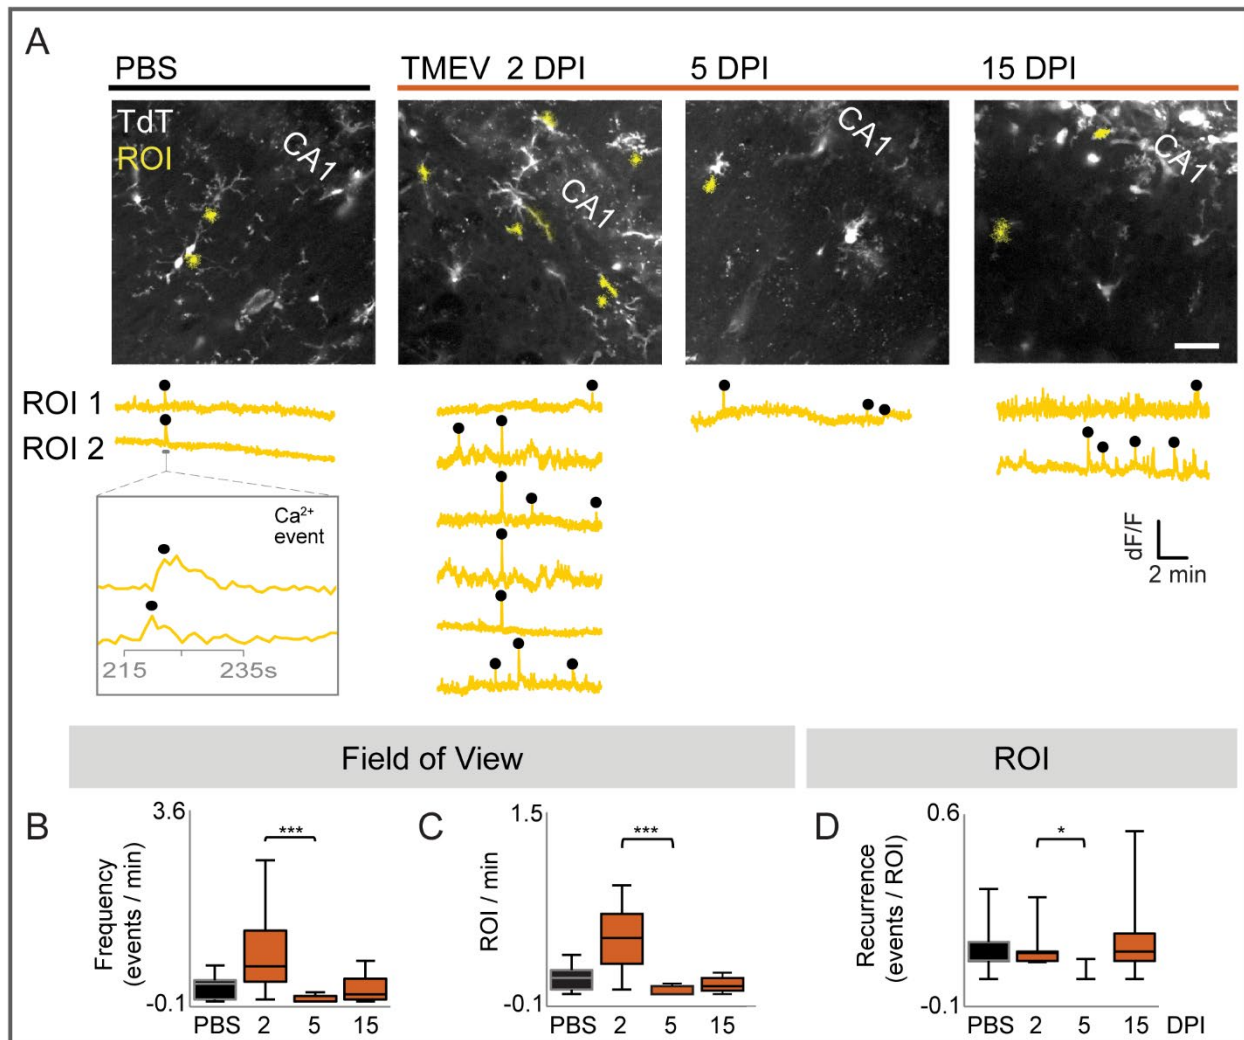 A
PBS
TMEV 2 DPI
5 DPI
15 DPI
TdT
ROI
CA1
CA1
CA1
CA1
ROI 1
ROI 2
Ca²⁺
event
215
235s
dF/F
2 min
Field of View
ROI
B
3.6
-0.1
Frequency
(events / min)
***
PBS
2
5
15
C
1.5
-0.1
ROI / min
***
PBS
2
5
15
D
0.6
-0.1
Recurrence
(events / ROI)
*
PBS
2
5
15
DPI